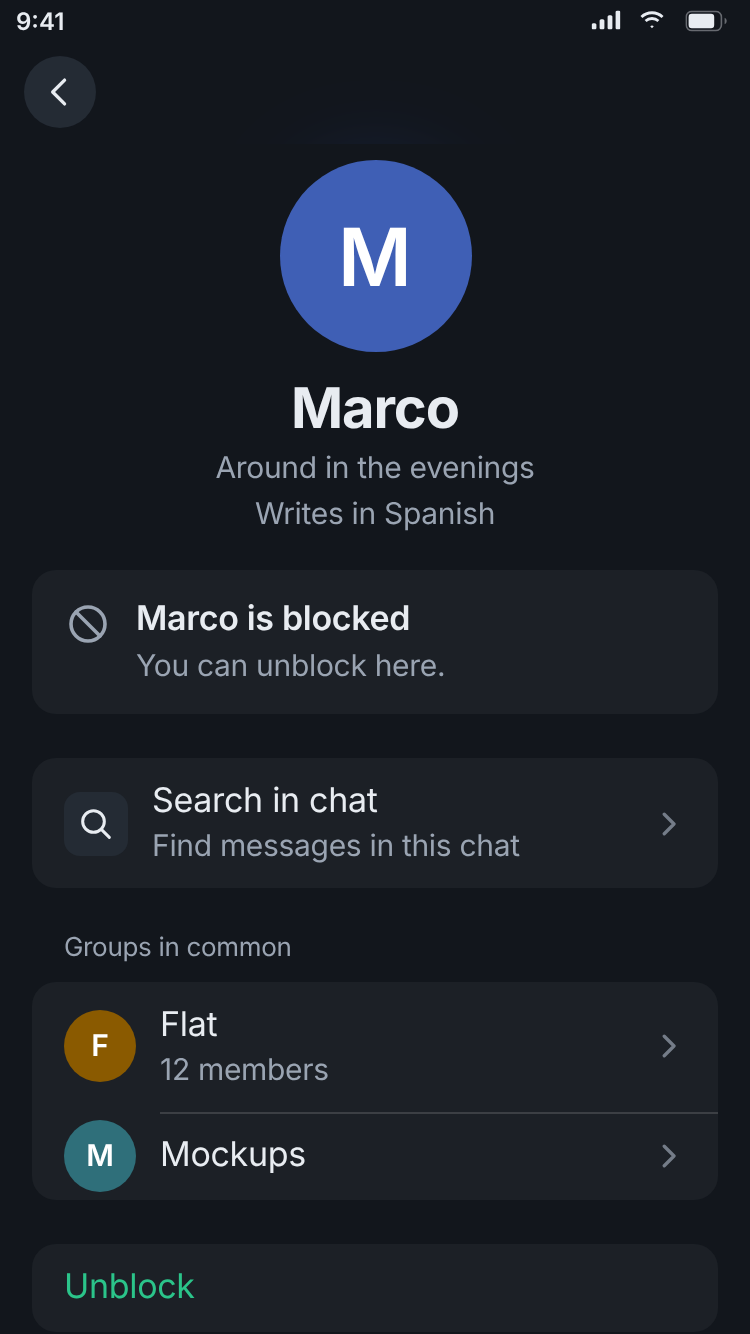 9:41
M
Marco
Around in the evenings
Writes in Spanish
Marco is blocked
You can unblock here.
Search in chat
Find messages in this chat
Groups in common
F
Flat
12 members
M
Mockups
Unblock